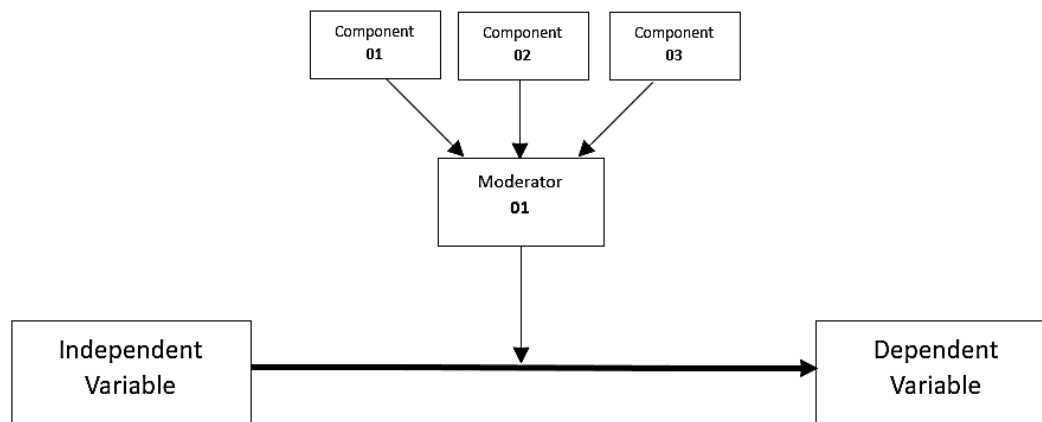 Component
01
Component
02
Component
03
Moderator
01
Independent
Variable
Dependent
Variable